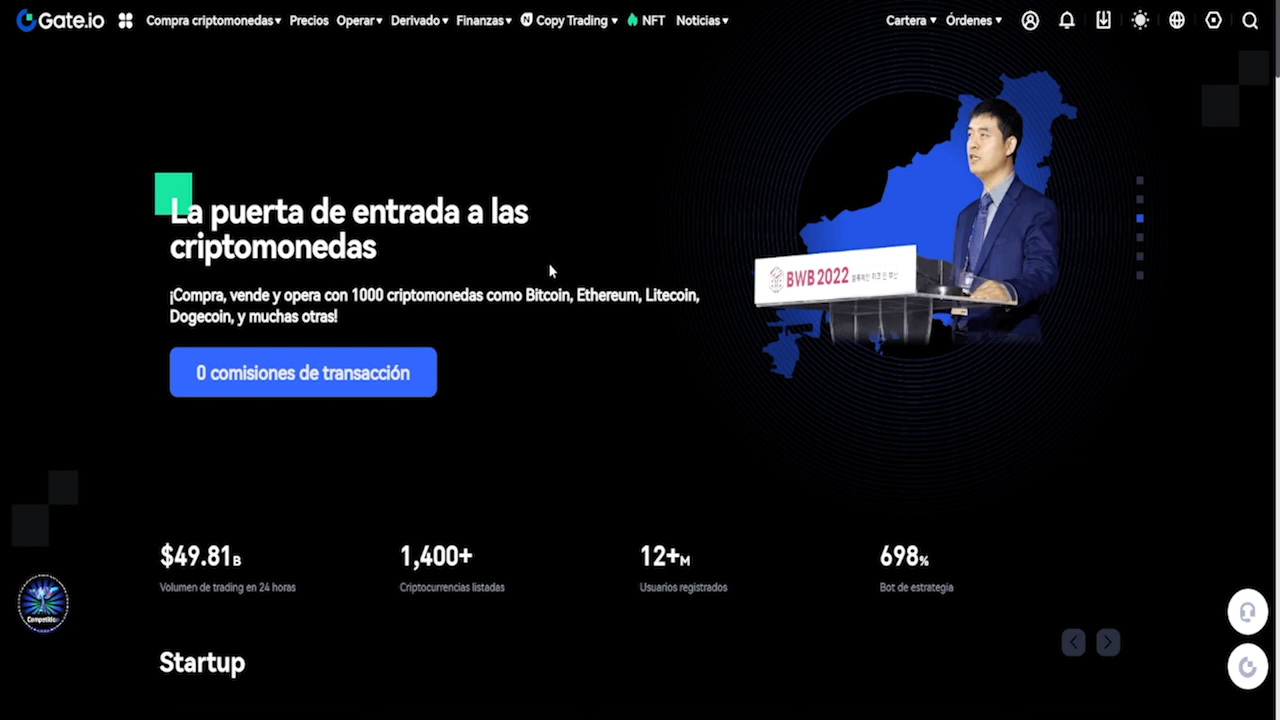 Gate.io
Compra criptomonedas Precios Operar Derivado Finanzas Copy Trading NFT Noticias
Cartera Órdenes
La puerta de entrada a las
criptomonedas
¡Compra, vende y opera con 1000 criptomonedas como Bitcoin, Ethereum, Litecoin,
Dogecoin, y muchas otras!
0 comisiones de transacción
BWB 2022
$49.81B
Volumen de trading en 24 horas
1,400+
Criptocurrencias listadas
12+M
Usuarios registrados
698%
Bot de estrategia
Competition
Startup